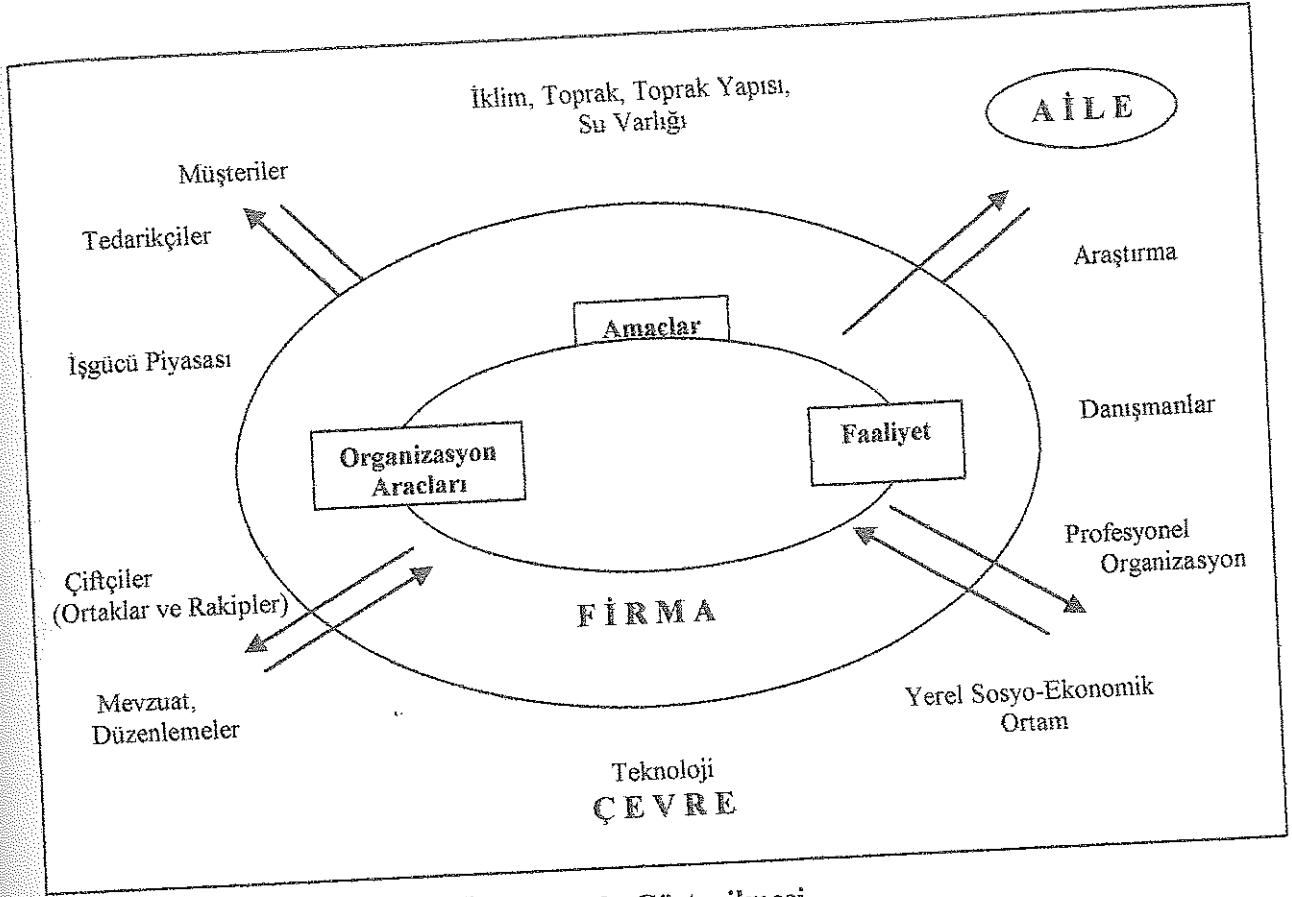 İklim, Toprak, Toprak Yapısı,
Su Varlığı
AİLE
Müşteriler
Tedarikçiler
Araştırma
Amaçlar
İşgücü Piyasası
Danışmanlar
Faaliyet
Organizasyon
Araçları
Profesyonel
Organizasyon
Çiftçiler
(Ortaklar ve Rakipler)
FİRMA
Mevzuat,
Düzenlemeler
Yerel Sosyo-Ekonomik
Ortam
Teknoloji
ÇEVRE